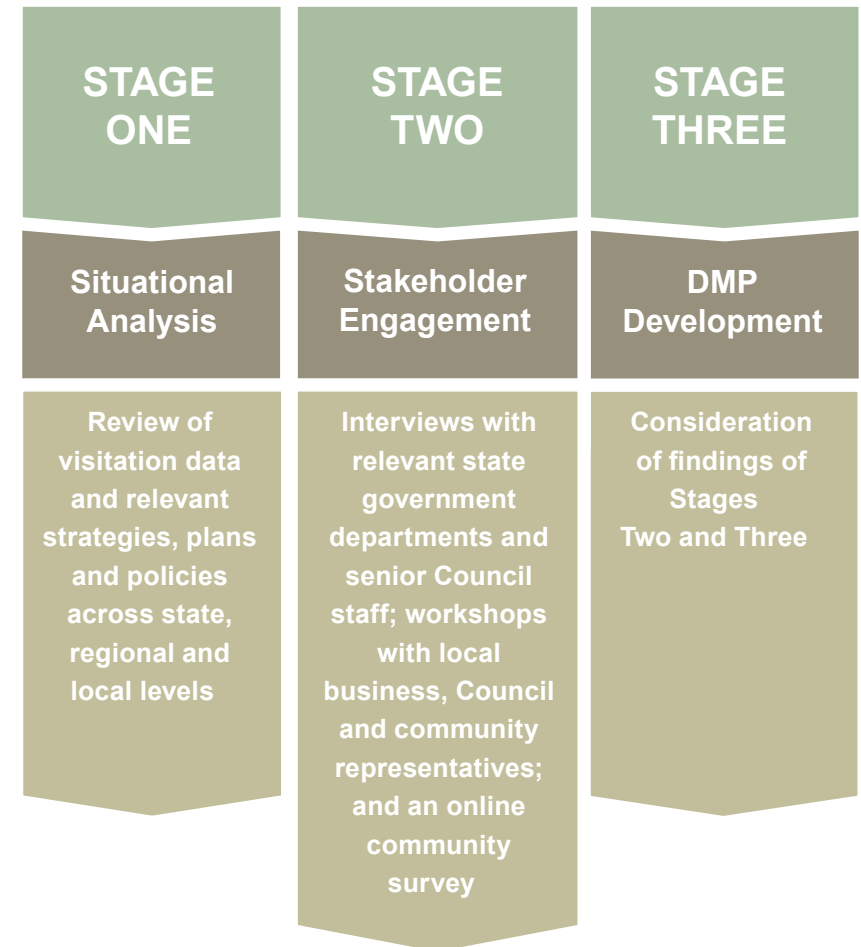 STAGE
ONE
Situational
Analysis
Review of
visitation data
and relevant
strategies, plans
and policies
across state,
regional and
local levels
STAGE
TWO
Stakeholder
Engagement
Interviews with
relevant state
government
departments and
senior Council
staff; workshops
with local
business, Council
and community
representatives;
and an online
community
survey
STAGE
THREE
DMP
Development
Consideration
of findings of
Stages
Two and Three